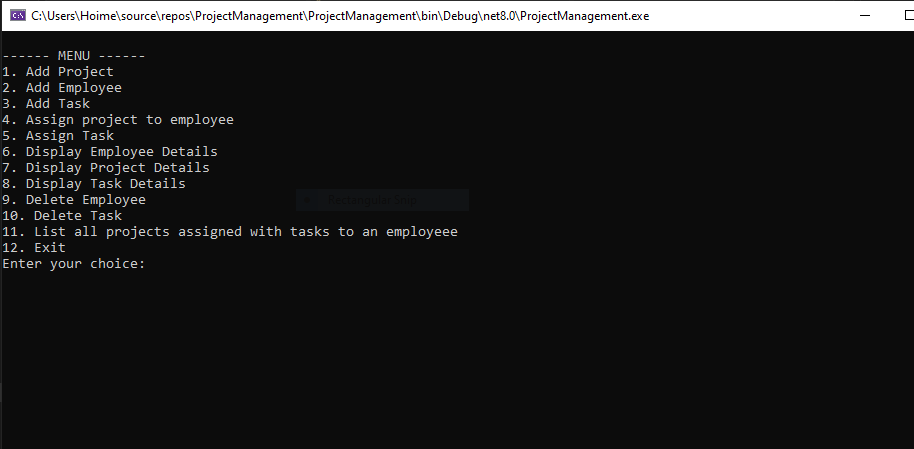 C:\Users\Hoime\source\repos\ProjectManagement\ProjectManagement\bin\Debug\net8.0\ProjectManagement.exe
------ MENU ------
1. Add Project
2. Add Employee
3. Add Task
4. Assign project to employee
5. Assign Task
6. Display Employee Details
7. Display Project Details
8. Display Task Details
9. Delete Employee
10. Delete Task
11. List all projects assigned with tasks to an employeee
12. Exit
Enter your choice:
Rectangular Snip